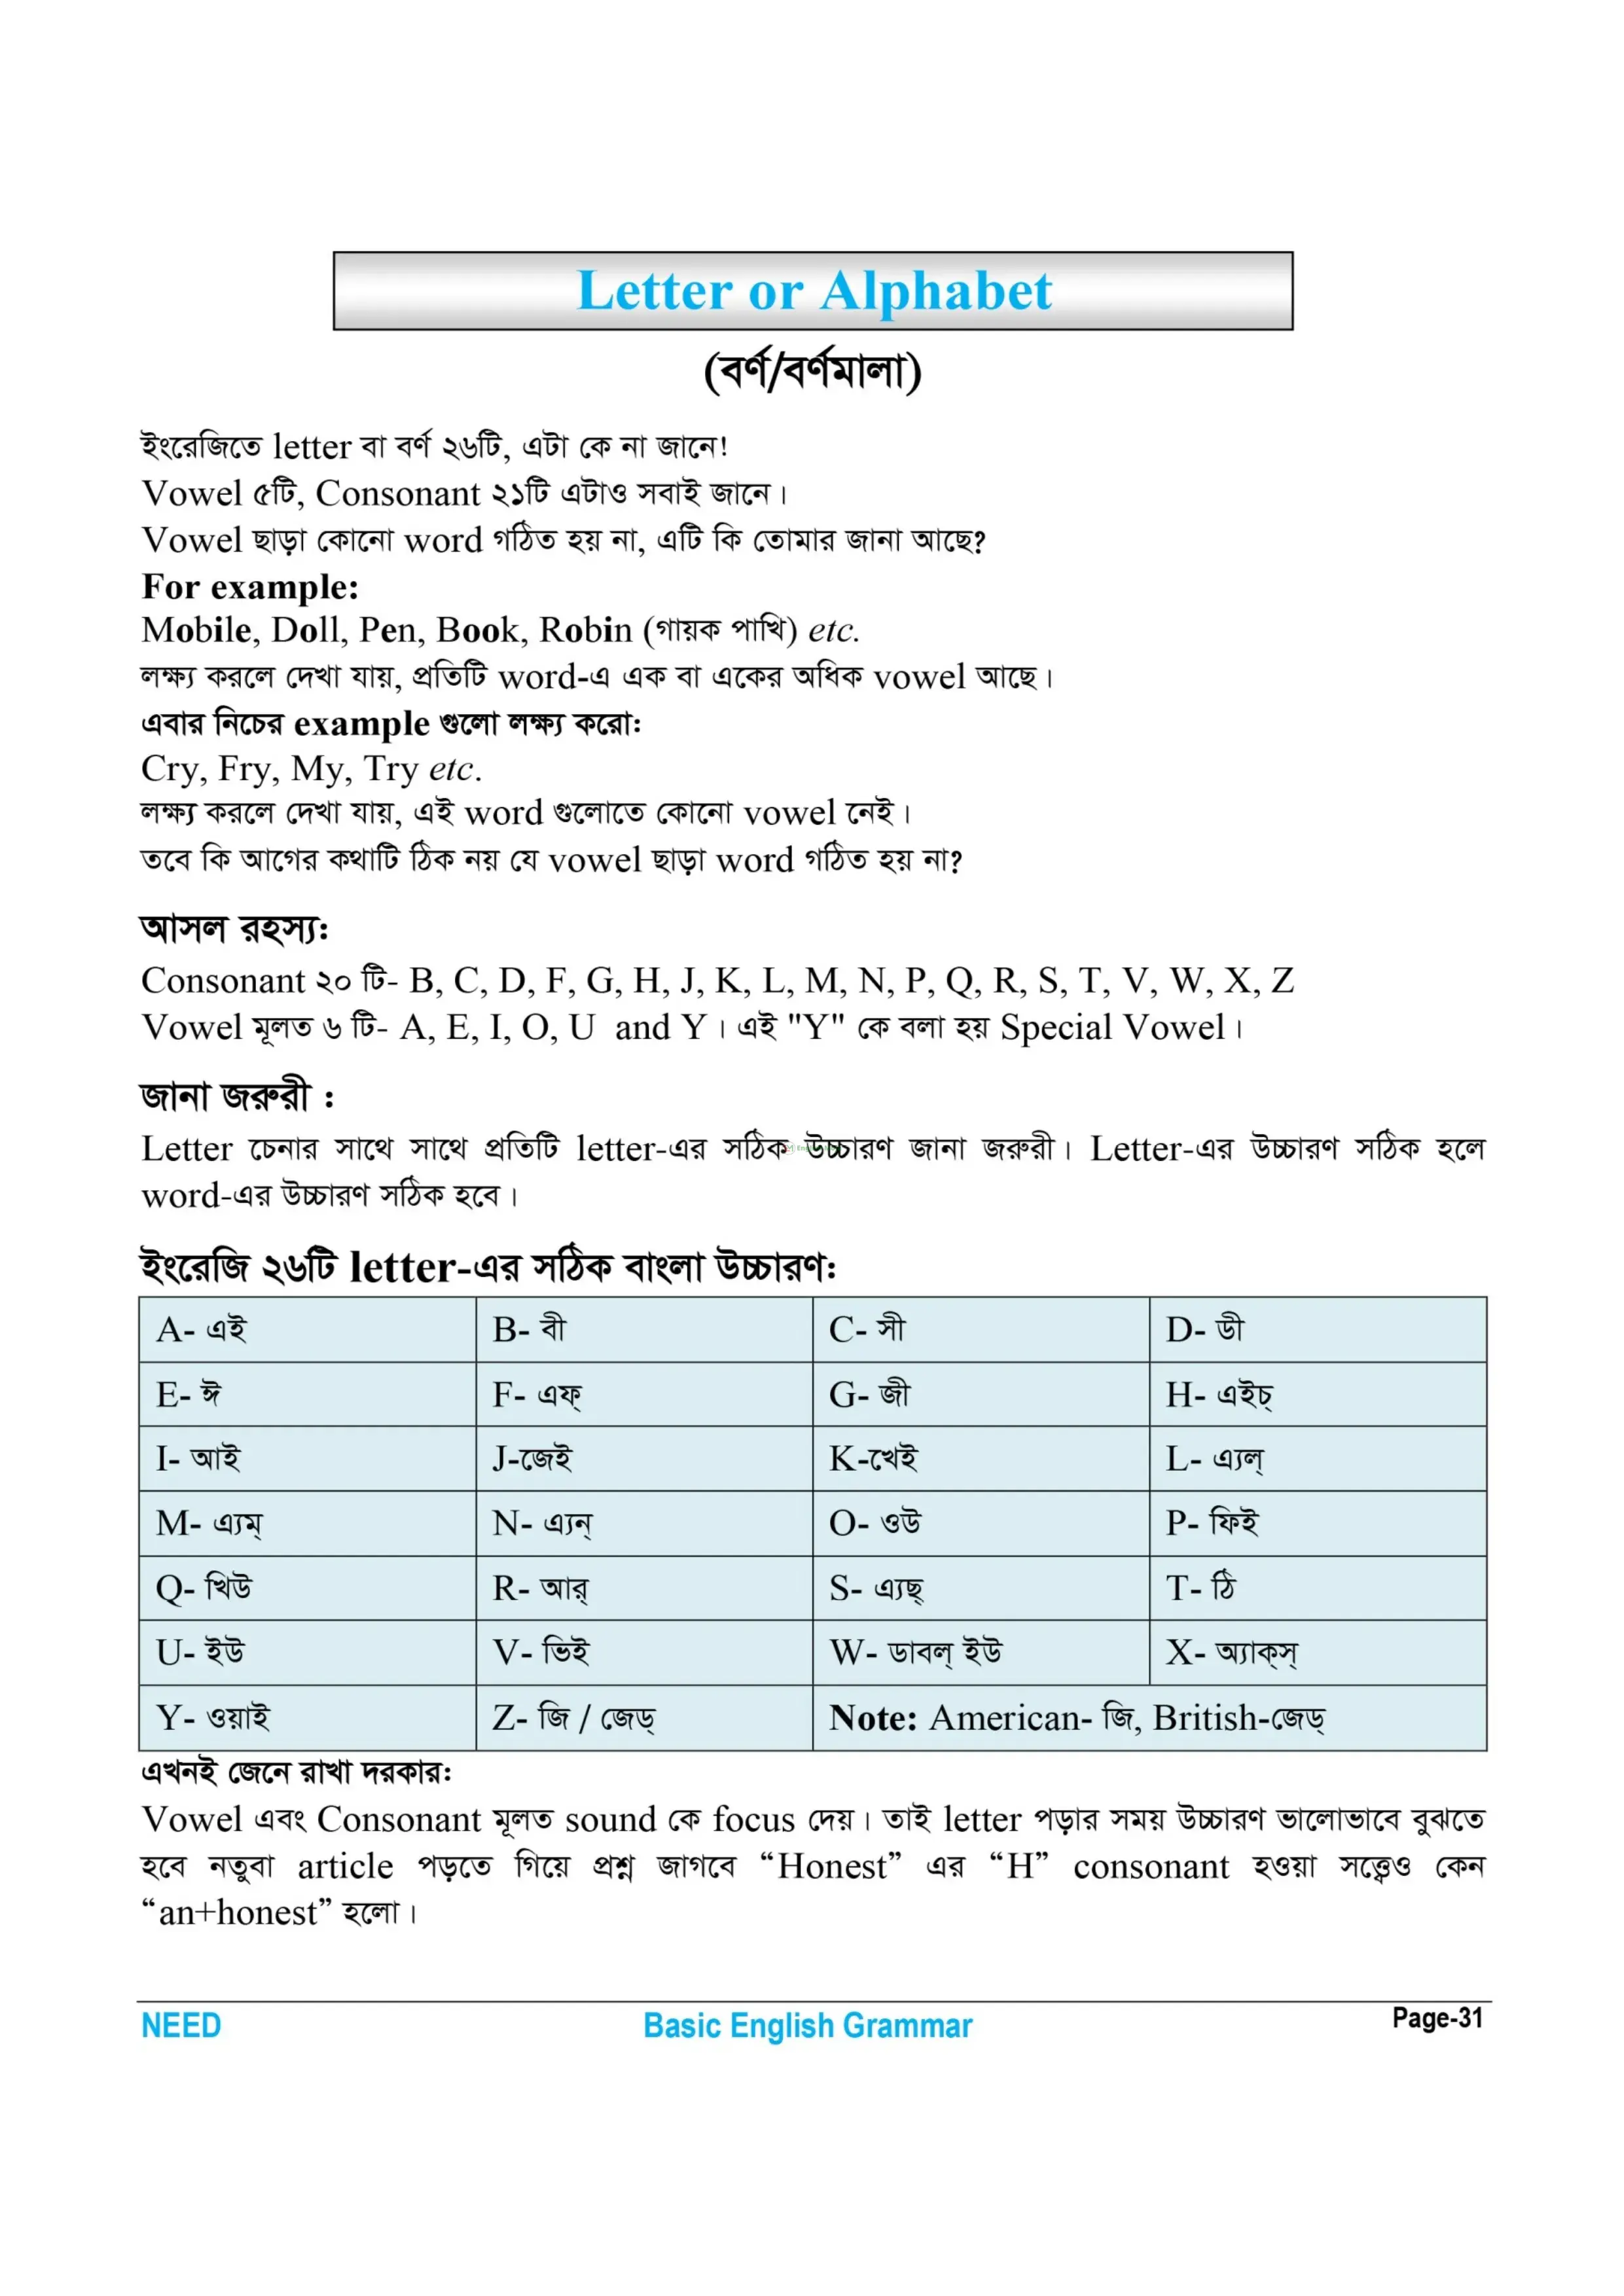 Letter or Alphabet
(বর্ণ/বর্ণমালা)
ইংরেজিতে letter বা বর্ণ ২৬টি, এটা কে না জানে!
Vowel ৫টি, Consonant ২১টি এটাও সবাই জানে।
Vowel ছাড়া কোনো word গঠিত হয় না, এটি কি তোমার জানা আছে?
For example:
Mobile, Doll, Pen, Book, Robin (গায়ক পাখি) etc.
লক্ষ্য করলে দেখা যায়, প্রতিটি word-এ এক বা একের অধিক vowel আছে।
এবার নিচের example গুলো লক্ষ্য করো:
Cry, Fry, My, Try etc.
লক্ষ্য করলে দেখা যায়, এই word গুলোতে কোনো vowel নেই।
তবে কি আগের কথাটি ঠিক নয় যে vowel ছাড়া word গঠিত হয় না?
আসল রহস্য:
Consonant ২০ টি- B, C, D, F, G, H, J, K, L, M, N, P, Q, R, S, T, V, W, X, Z
Vowel মূলত ৬ টি- A, E, I, O, U and Y। এই "Y" কে বলা হয় Special Vowel।
জানা জরুরী :
Letter চেনার সাথে সাথে প্রতিটি letter-এর সঠিক উচ্চারণ জানা জরুরী। Letter-এর উচ্চারণ সঠিক হলে
word-এর উচ্চারণ সঠিক হবে।
ইংরেজি ২৬টি letter-এর সঠিক বাংলা উচ্চারণ:
A- এই B- বী C- সী D- ডী
E- ঈ F- এফ্ G- জী H- এইচ্
I- আই J-জেই K-খেই L- এ্যল্
M- এ্যম্ N- এ্যন্ O- ওউ P- ফিই
Q- খিউ R- আর্ S- এ্যছ্ T- ঠি
U- ইউ V- ভিই W- ডাবল্ ইউ X- অ্যাক্স্
Y- ওয়াই Z- জি / জেড্ Note: American- জি, British-জেড্
এখনই জেনে রাখা দরকার:
Vowel এবং Consonant মূলত sound কে focus দেয়। তাই letter পড়ার সময় উচ্চারণ ভালোভাবে বুঝতে
হবে নতুবা article পড়তে গিয়ে প্রশ্ন জাগবে “Honest” এর “H” consonant হওয়া সত্ত্বেও কেন
“an+honest” হলো।
NEED Basic English Grammar Page-31